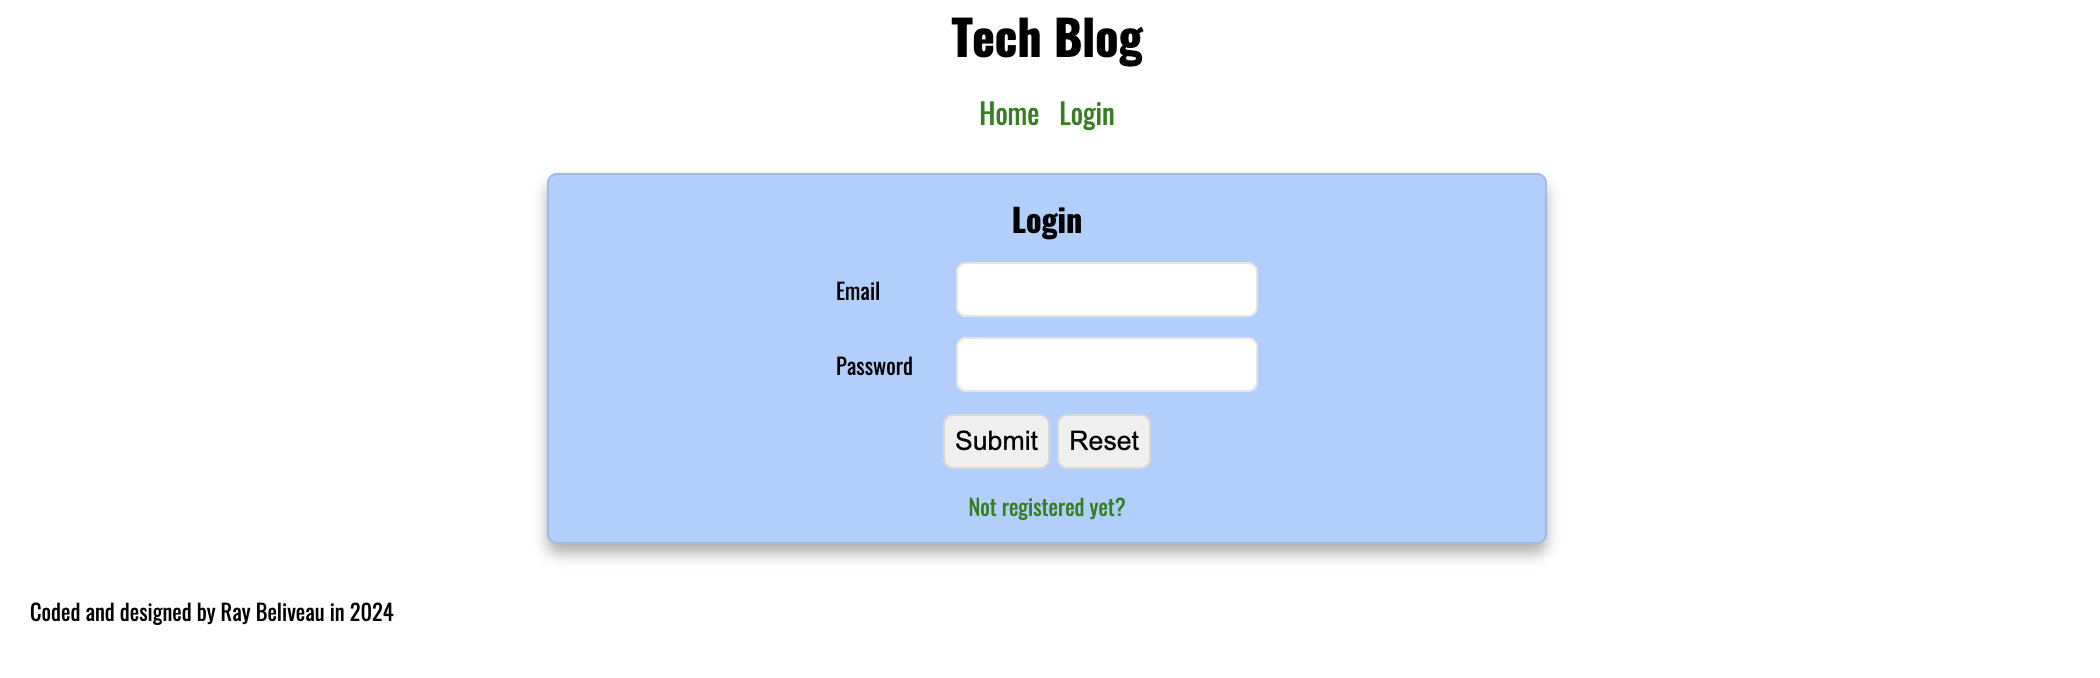 Tech Blog
Home Login
Login
Email
Password
Submit Reset
Not registered yet?
Coded and designed by Ray Beliveau in 2024